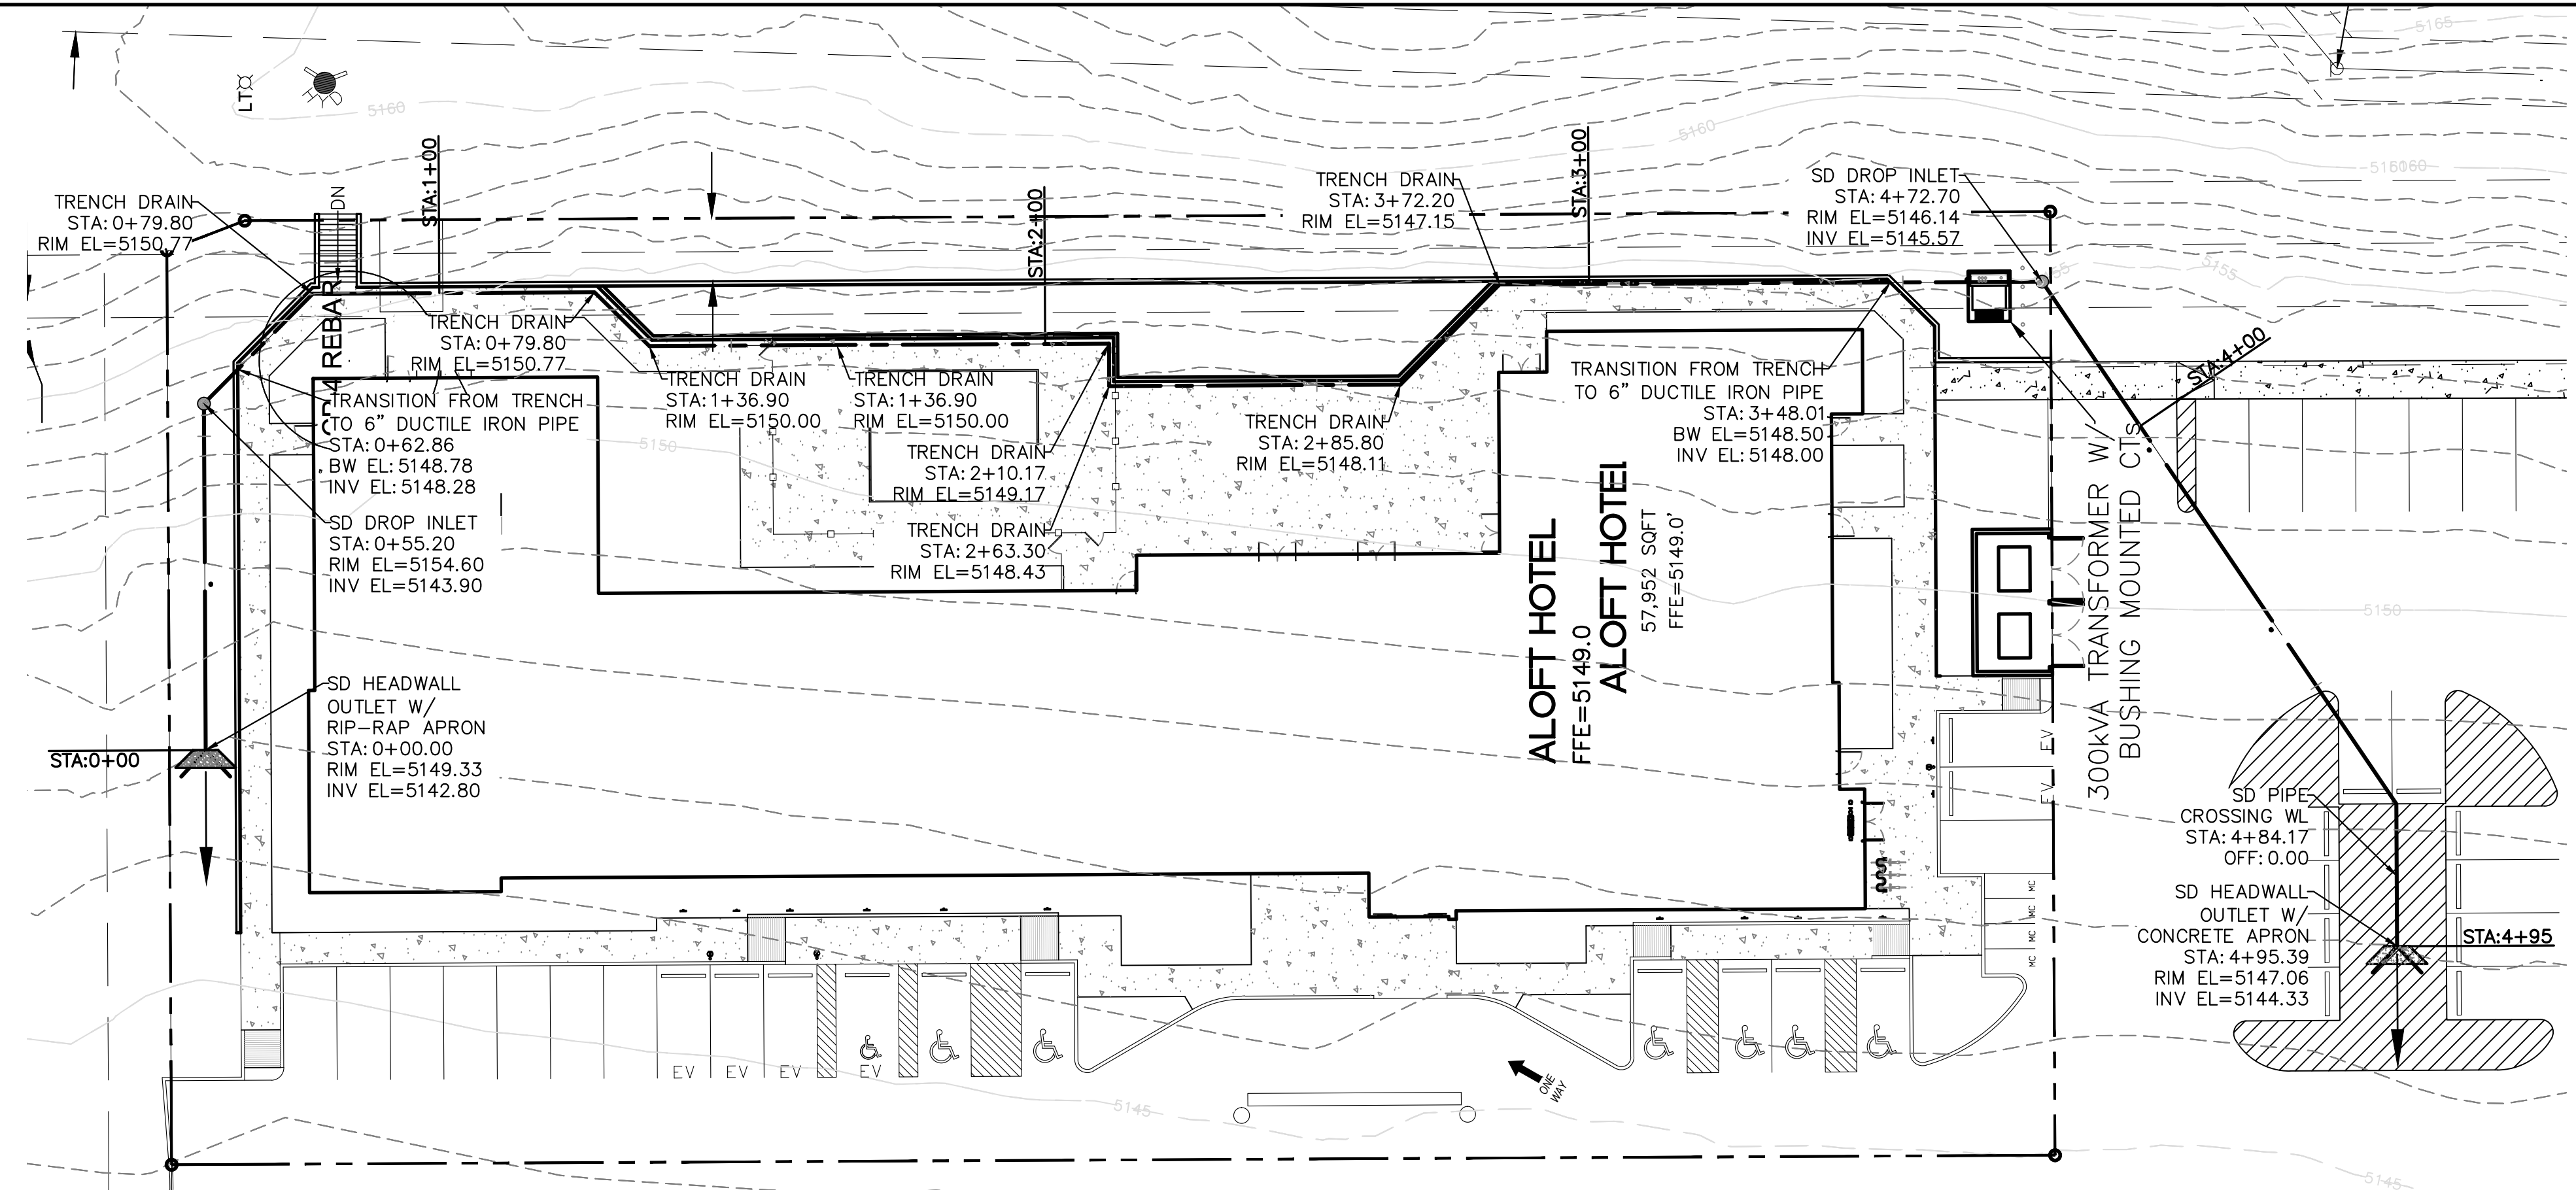 5165
LT
HYD
5160
5160
5160
DN
STA:1+00
STA:2+00
STA:3+00
TRENCH DRAIN
STA: 0+79.80
RIM EL=5150.77
TRENCH DRAIN
STA: 3+72.20
RIM EL=5147.15
SD DROP INLET
STA: 4+72.70
RIM EL=5146.14
INV EL=5145.57
5155
REBAR
TRENCH DRAIN
STA: 0+79.80
RIM EL=5150.77
STA:4+00
TRENCH DRAIN
STA: 1+36.90
RIM EL=5150.00
TRENCH DRAIN
STA: 1+36.90
RIM EL=5150.00
TRANSITION FROM TRENCH
TO 6” DUCTILE IRON PIPE
STA: 3+48.01
BW EL=5148.50
INV EL: 5148.00
TRANSITION FROM TRENCH
TO 6” DUCTILE IRON PIPE
STA: 0+62.86
BW EL: 5148.78
INV EL: 5148.28
5150
TRENCH DRAIN
STA: 2+10.17
RIM EL=5149.17
TRENCH DRAIN
STA: 2+85.80
RIM EL=5148.11
SD DROP INLET
STA: 0+55.20
RIM EL=5154.60
INV EL=5143.90
TRENCH DRAIN
STA: 2+63.30
RIM EL=5148.43
ALOFT HOTEL
FFE=5149.0
ALOFT HOTEL
57,952 SQFT
FFE=5149.0'
300kVA TRANSFORMER W/
BUSHING MOUNTED CTs
5150
SD HEADWALL
OUTLET W/
RIP-RAP APRON
STA: 0+00.00
RIM EL=5149.33
INV EL=5142.80
STA:0+00
EV
EV
SD PIPE
CROSSING WL
STA: 4+84.17
OFF: 0.00
SD HEADWALL
OUTLET W/
CONCRETE APRON
STA: 4+95.39
RIM EL=5147.06
INV EL=5144.33
STA:4+95
MC
MC
MC
MC
EV
EV
EV
EV
ONE
WAY
5145
5145